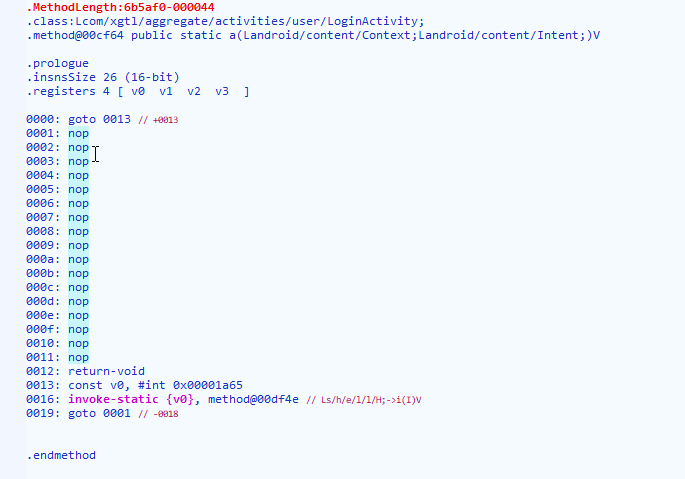 .MethodLength:6b5af0-000044
.class:Lcom/xgtl/aggregate/activities/user/LoginActivity;
.method@00cf64 public static a(Landroid/content/Context;Landroid/content/Intent;)V
.prologue
.insnsSize 26 (16-bit)
.registers 4 [ v0 v1 v2 v3 ]
0000: goto 0013 // +0013
0001: nop
0002: nop
0003: nop
0004: nop
0005: nop
0006: nop
0007: nop
0008: nop
0009: nop
000a: nop
000b: nop
000c: nop
000d: nop
000e: nop
000f: nop
0010: nop
0011: nop
0012: return-void
0013: const v0, #int 0x00001a65
0016: invoke-static {v0}, method@00df4e // Ls/h/e/l/l/H;->i(I)V
0019: goto 0001 // -0018
.endmethod